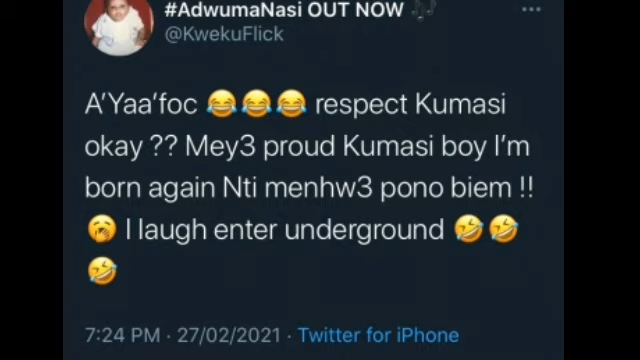 #AdwumaNasi OUT NOW 🎶
@KwekuFlick
A'Yaa'foc 😂😂😂 respect Kumasi
okay ?? Mey3 proud Kumasi boy I'm
born again Nti menhw3 pono biem !!
🥱 I laugh enter underground 🤣🤣
🤣
7:24 PM · 27/02/2021 · Twitter for iPhone